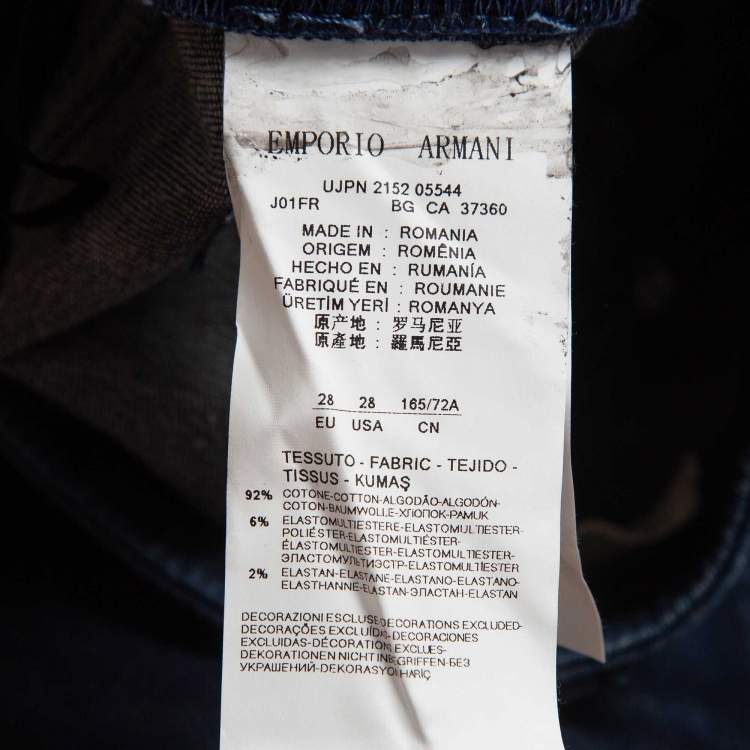 EMPORIO ARMANI
UJPN 2152 05544
J01FR BG CA 37360
MADE IN : ROMANIA
ORIGEM : ROMÊNIA
HECHO EN : RUMANÍA
FABRIQUÉ EN : ROUMANIE
ÜRETİM YERİ : ROMANYA
原产地 : 罗马尼亚
原產地 : 羅馬尼亞
28 28 165/72A
EU USA CN
TESSUTO - FABRIC - TEJIDO -
TISSUS - KUMAŞ
92% COTONE-COTTON-ALGODÃO-ALGODÓN-
COTON-BAUMWOLLE-ХЛОПОК-PAMUK
6% ELASTOMULTIESTERE-ELASTOMULTIESTER-
POLIÉSTER-ELASTOMULTIÉSTER-
ÉLASTOMULTIESTER-ELASTOMULTIESTER-
ЭЛАСТОМУЛЬТИЭСТР-ELASTOMULTIESTER
2% ELASTAN-ELASTANE-ELASTANO-ELASTANO-
ELASTHANNE-ELASTAN-ЭЛАСТАН-ELASTAN
DECORAZIONI ESCLUSE-DECORATIONS EXCLUDED-
DECORAÇÕES EXCLUÍDAS-DECORACIONES
EXCLUIDAS-DÉCORATIONS EXCLUES-
DEKORATIONEN NICHT INBEGRIFFEN-БЕЗ
УКРАШЕНИЙ-DEKORASYON HARİÇ